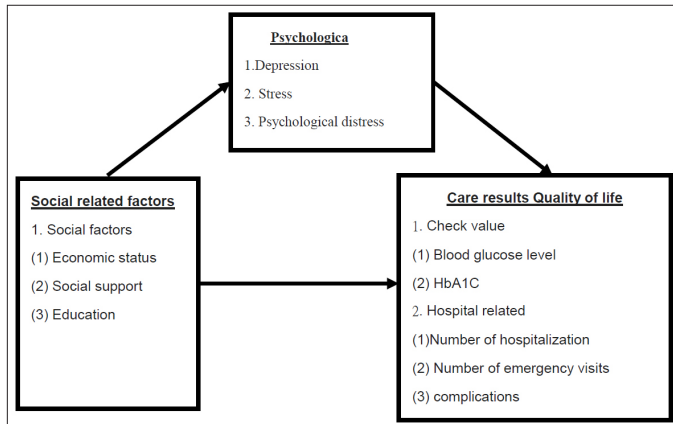 Psychologica
1.Depression
2. Stress
3. Psychological distress
Social related factors
1. Social factors
(1) Economic status
(2) Social support
(3) Education
Care results Quality of life
1. Check value
(1) Blood glucose level
(2) HbA1C
2. Hospital related
(1)Number of hospitalization
(2) Number of emergency visits
(3) complications